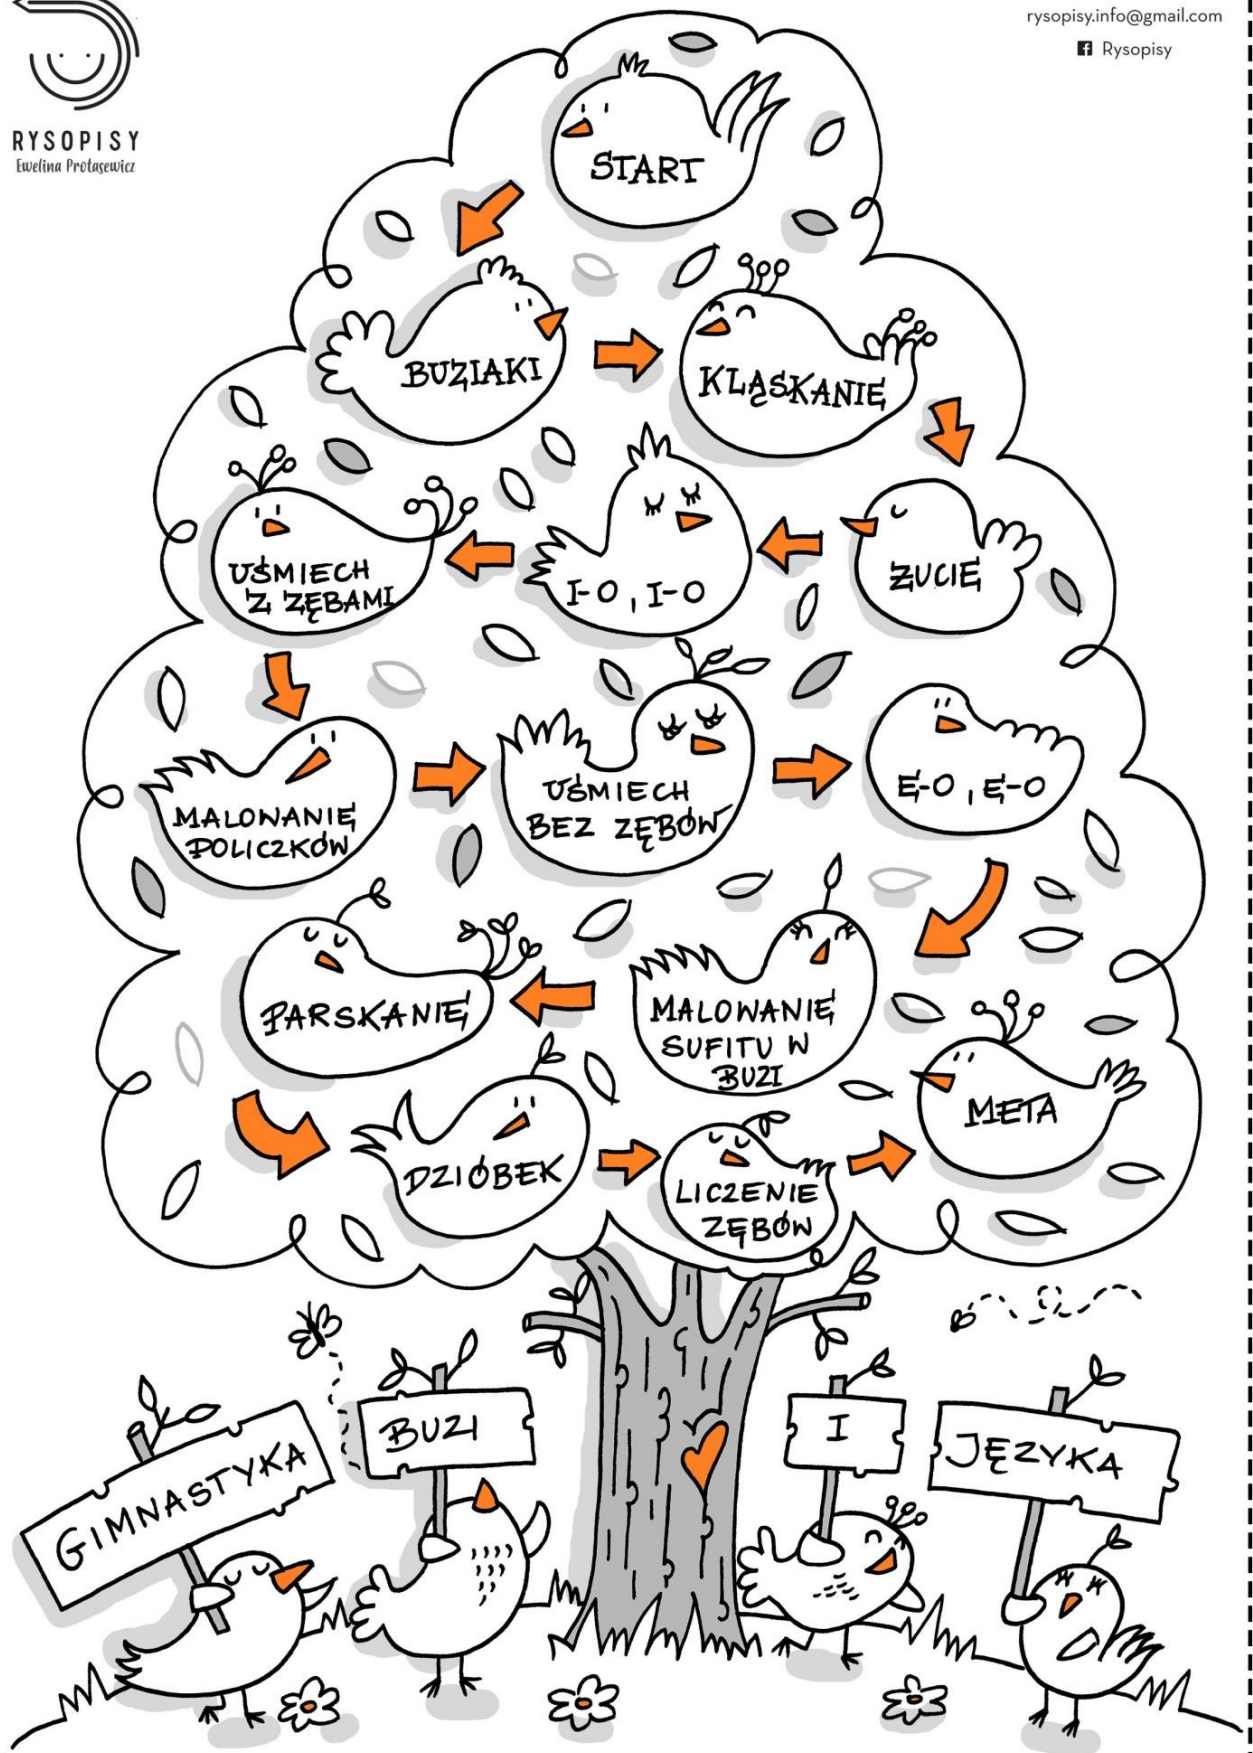 rysopisy.info@gmail.com
Rysopisy
RYSOPISY
Ewelina Protasewicz
START
BUZIAKI
KLĄSKANIE
ŻUCIE
I-O, I-O
UŚMIECH
Z ZĘBAMI
MALOWANIE
POLICZKÓW
UŚMIECH
BEZ ZĘBÓW
E-O, E-O
MALOWANIE
SUFITU W
BUZI
PARSKANIE
DZIÓBEK
LICZENIE
ZĘBÓW
META
GIMNASTYKA
BUZI
I
JĘZYKA